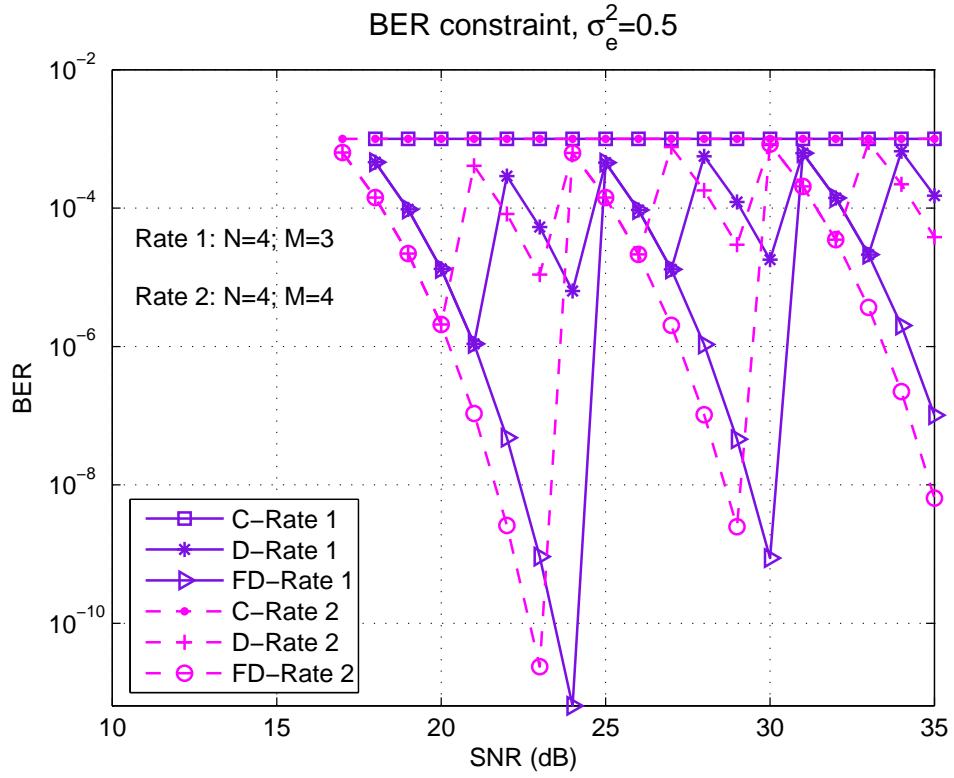 BER constraint, σ_e^2=0.5
10^−2
10^−4
10^−6
10^−8
10^−10
BER
Rate 1: N=4; M=3
Rate 2: N=4; M=4
C−Rate 1
D−Rate 1
FD−Rate 1
C−Rate 2
D−Rate 2
FD−Rate 2
10 15 20 25 30 35
SNR (dB)